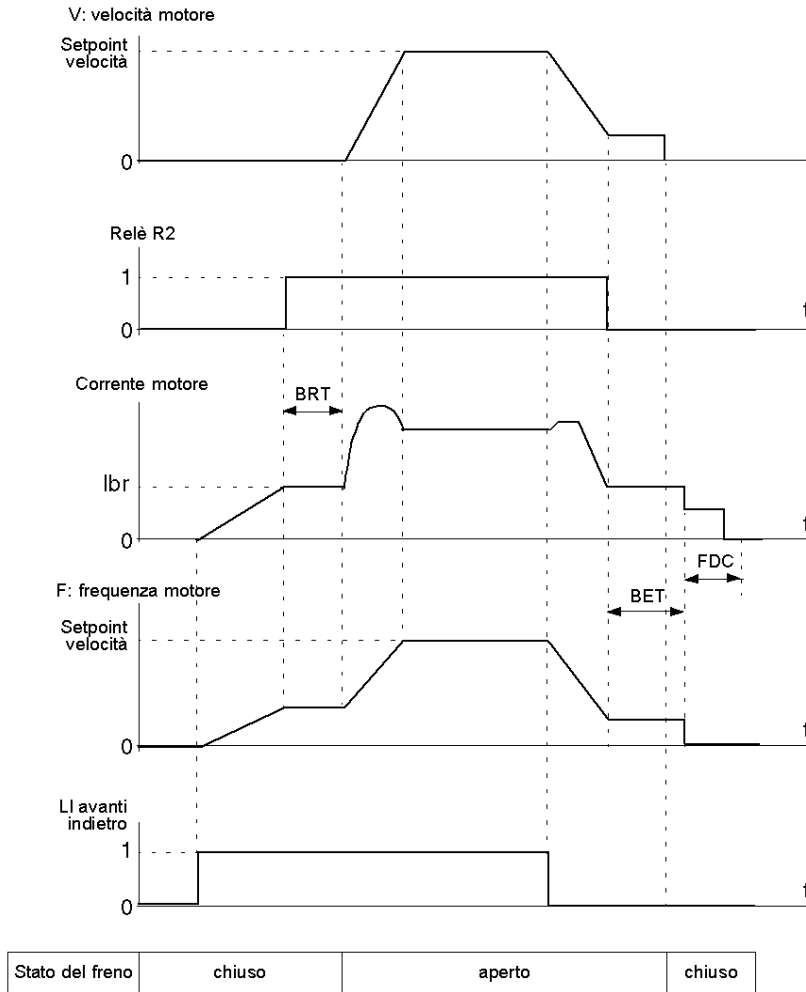 V: velocità motore
Setpoint
velocità
0
Relè R2
1
0
t
Corrente motore
BRT
Ibr
0
t
FDC
BET
F: frequenza motore
Setpoint
velocità
0
t
LI avanti
indietro
1
0
t
Stato del freno chiuso aperto chiuso